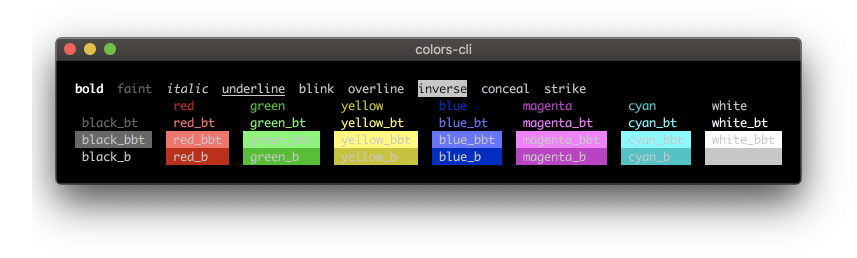 colors-cli
bold faint italic underline blink overline inverse conceal strike
red green yellow blue magenta cyan white
black_bt red_bt green_bt yellow_bt blue_bt magenta_bt cyan_bt white_bt
black_bbt red_bbt yellow_bbt blue_bbt magenta_bbt cyan_bbt white_bbt
black_b red_b green_b yellow_b blue_b magenta_b cyan_b